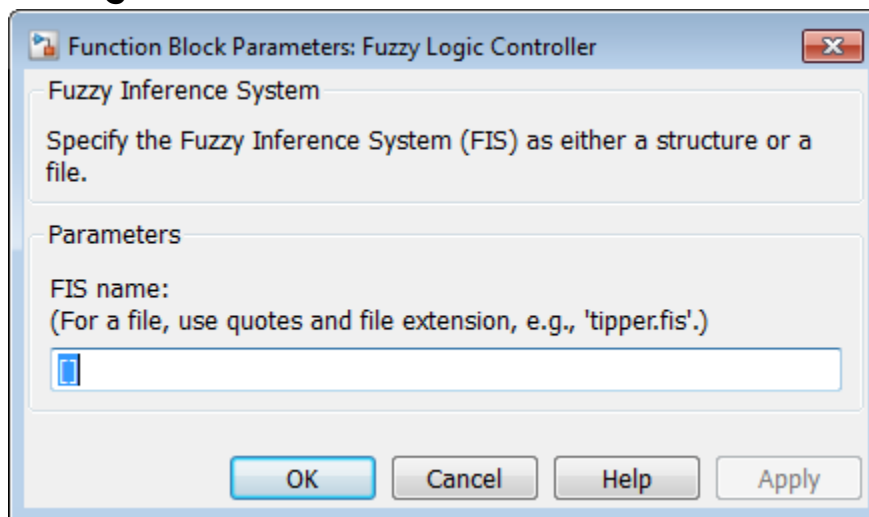 Function Block Parameters: Fuzzy Logic Controller
Fuzzy Inference System
Specify the Fuzzy Inference System (FIS) as either a structure or a
file.
Parameters
FIS name:
(For a file, use quotes and file extension, e.g., 'tipper.fis'.)
[]
OK Cancel Help Apply